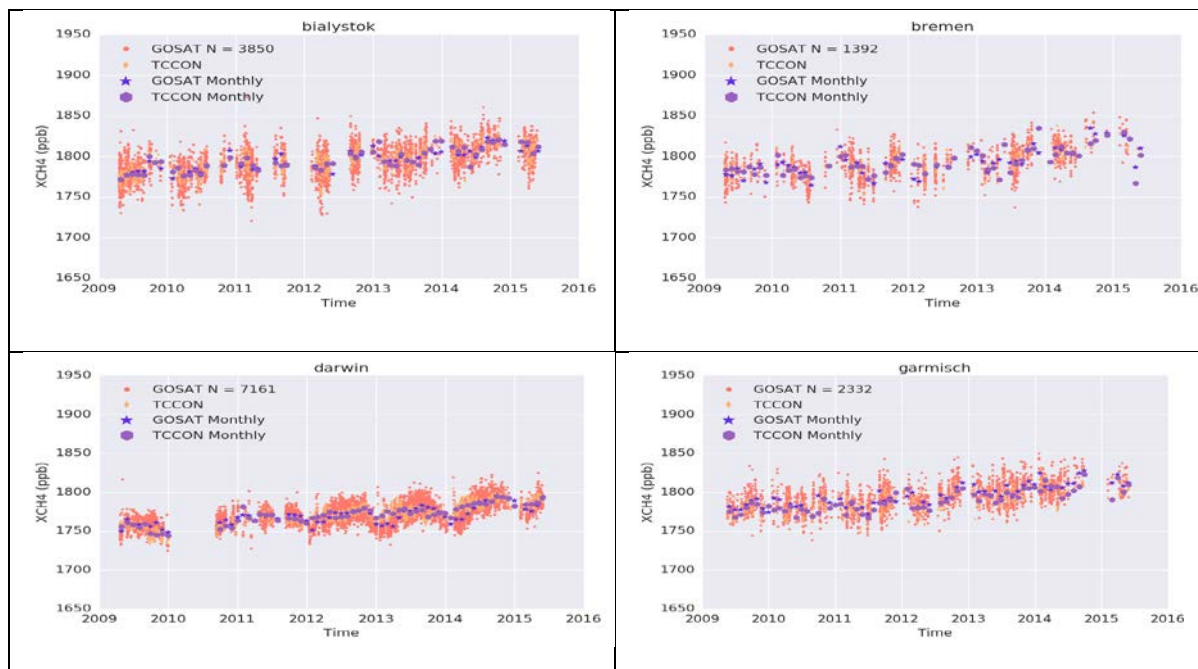 bialystok
1950
1900
1850
1800
1750
1700
1650
XCH4 (ppb)
GOSAT N = 3850
TCCON
GOSAT Monthly
TCCON Monthly
2009 2010 2011 2012 2013 2014 2015 2016
Time
bremen
1950
1900
1850
1800
1750
1700
1650
XCH4 (ppb)
GOSAT N = 1392
TCCON
GOSAT Monthly
TCCON Monthly
2009 2010 2011 2012 2013 2014 2015 2016
Time
darwin
1950
1900
1850
1800
1750
1700
1650
XCH4 (ppb)
GOSAT N = 7161
TCCON
GOSAT Monthly
TCCON Monthly
2009 2010 2011 2012 2013 2014 2015 2016
Time
garmisch
1950
1900
1850
1800
1750
1700
1650
XCH4 (ppb)
GOSAT N = 2332
TCCON
GOSAT Monthly
TCCON Monthly
2009 2010 2011 2012 2013 2014 2015 2016
Time